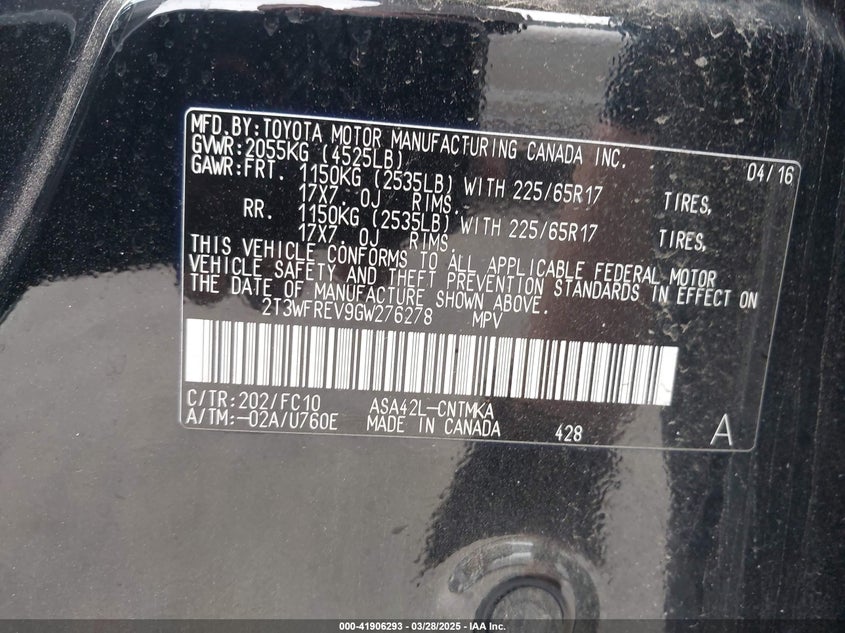 MFD.BY:TOYOTA MOTOR MANUFACTURING CANADA INC.
GVWR:2055KG (4525LB) 04/16
GAWR:FRT. 1150KG (2535LB) WITH 225/65R17 TIRES,
17X7.0J RIMS.
RR. 1150KG (2535LB) WITH 225/65R17 TIRES,
17X7.0J RIMS.
THIS VEHICLE CONFORMS TO ALL APPLICABLE FEDERAL MOTOR
VEHICLE SAFETY AND THEFT PREVENTION STANDARDS IN EFFECT ON
THE DATE OF MANUFACTURE SHOWN ABOVE.
2T3WFREV9GW276278 MPV
C/TR:202/FC10 ASA42L-CNTMKA
A/TM:-02A/U760E MADE IN CANADA 428 A
000-41906293 - 03/28/2025 - IAA Inc.